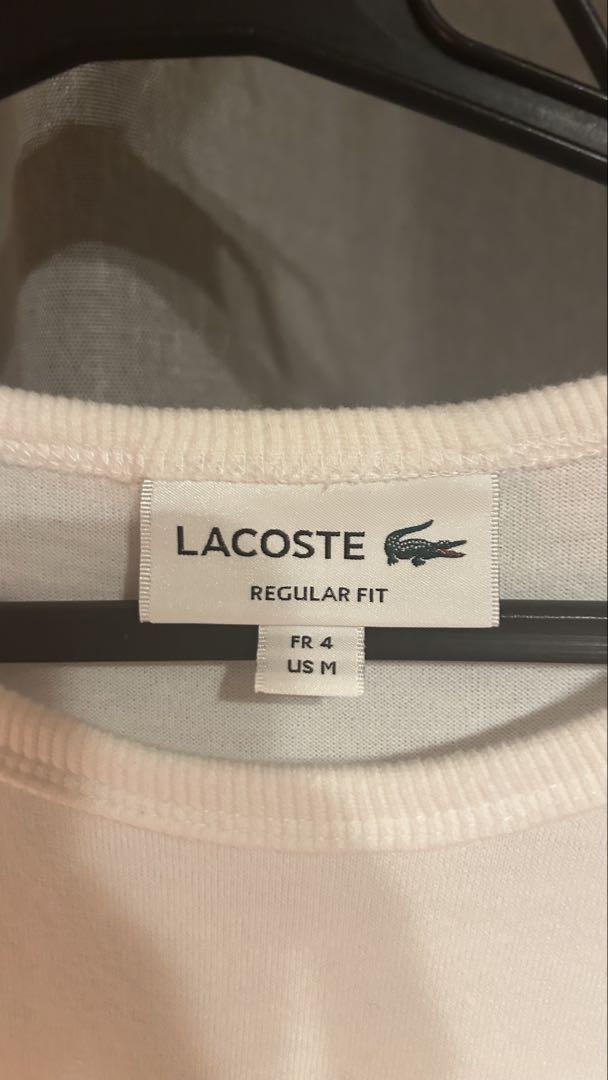 LACOSTE
REGULAR FIT
FR 4
US M